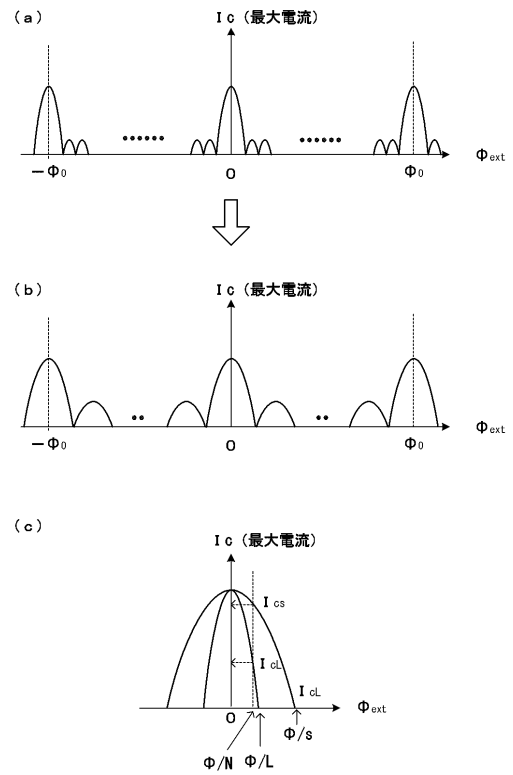 (a)
Ic(最大電流)
−Φ0
0
Φ0
Φext
(b)
Ic(最大電流)
−Φ0
0
Φ0
Φext
(c)
Ic(最大電流)
Ics
IcL
IcL
0
Φext
Φ/s
Φ/N
Φ/L